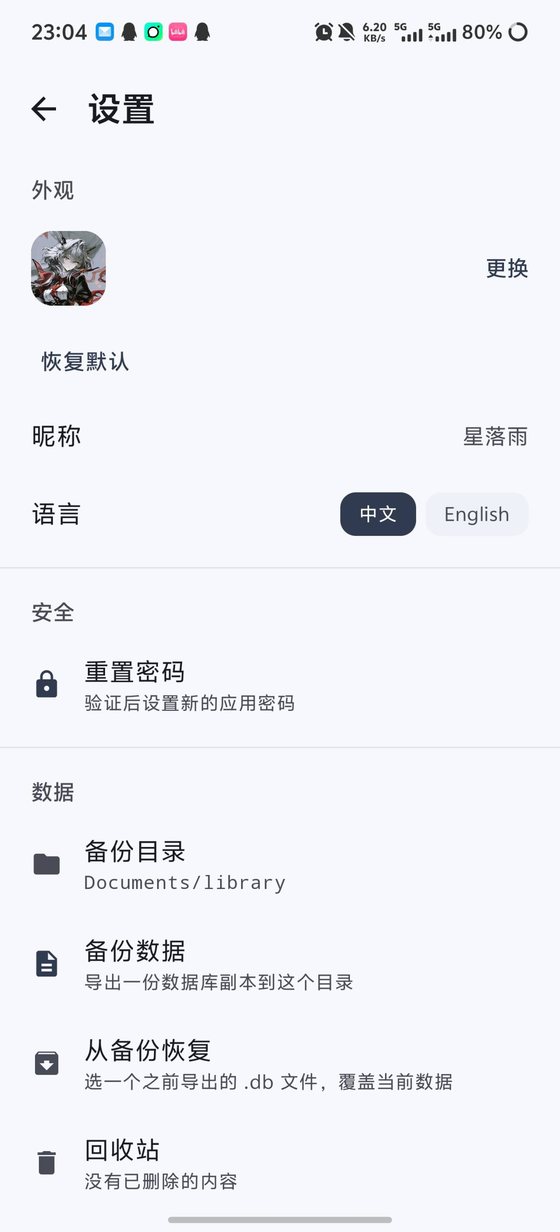 23:04
6.20 KB/s 5G 5G 80%
设置
外观
更换
恢复默认
昵称 星落雨
语言 中文 English
安全
重置密码
验证后设置新的应用密码
数据
备份目录
Documents/library
备份数据
导出一份数据库副本到这个目录
从备份恢复
选一个之前导出的 .db 文件，覆盖当前数据
回收站
没有已删除的内容